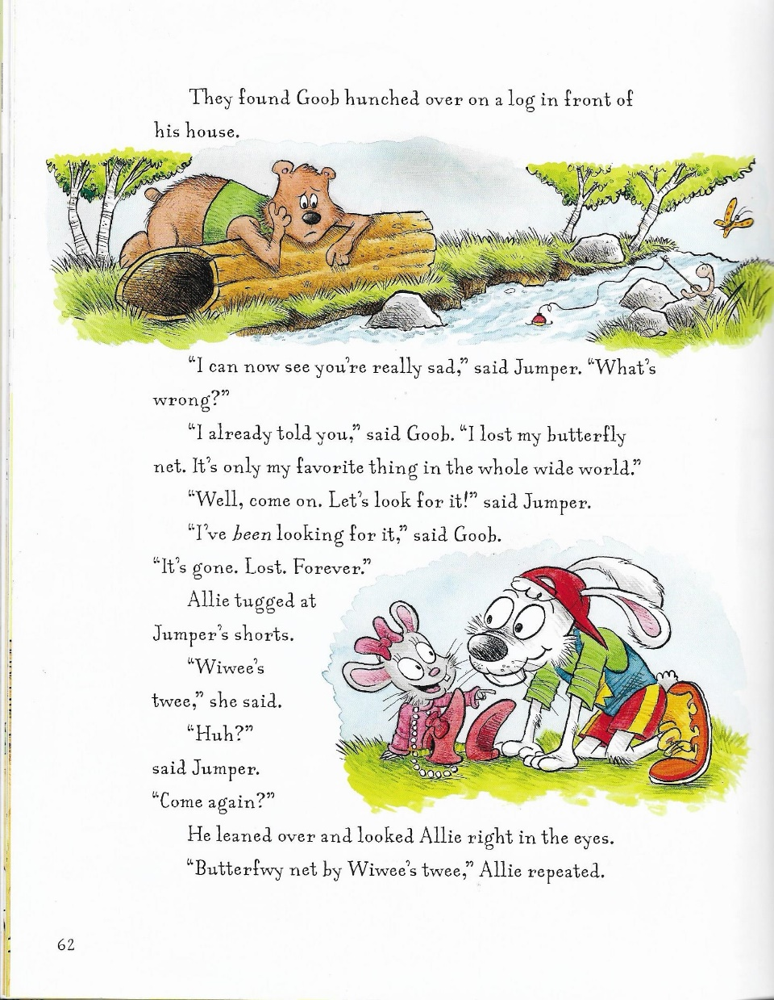 They found Goob hunched over on a log in front of
his house.
“I can now see you’re really sad,” said Jumper. “What’s
wrong?”
“I already told you,” said Goob. “I lost my butterfly
net. It’s only my favorite thing in the whole wide world.”
“Well, come on. Let’s look for it!” said Jumper.
“I’ve been looking for it,” said Goob.
“It’s gone. Lost. Forever.”
Allie tugged at
Jumper’s shorts.
“Wiwee’s
twee,” she said.
“Huh?”
said Jumper.
“Come again?”
He leaned over and looked Allie right in the eyes.
“Butterfwy net by Wiwee’s twee,” Allie repeated.
62